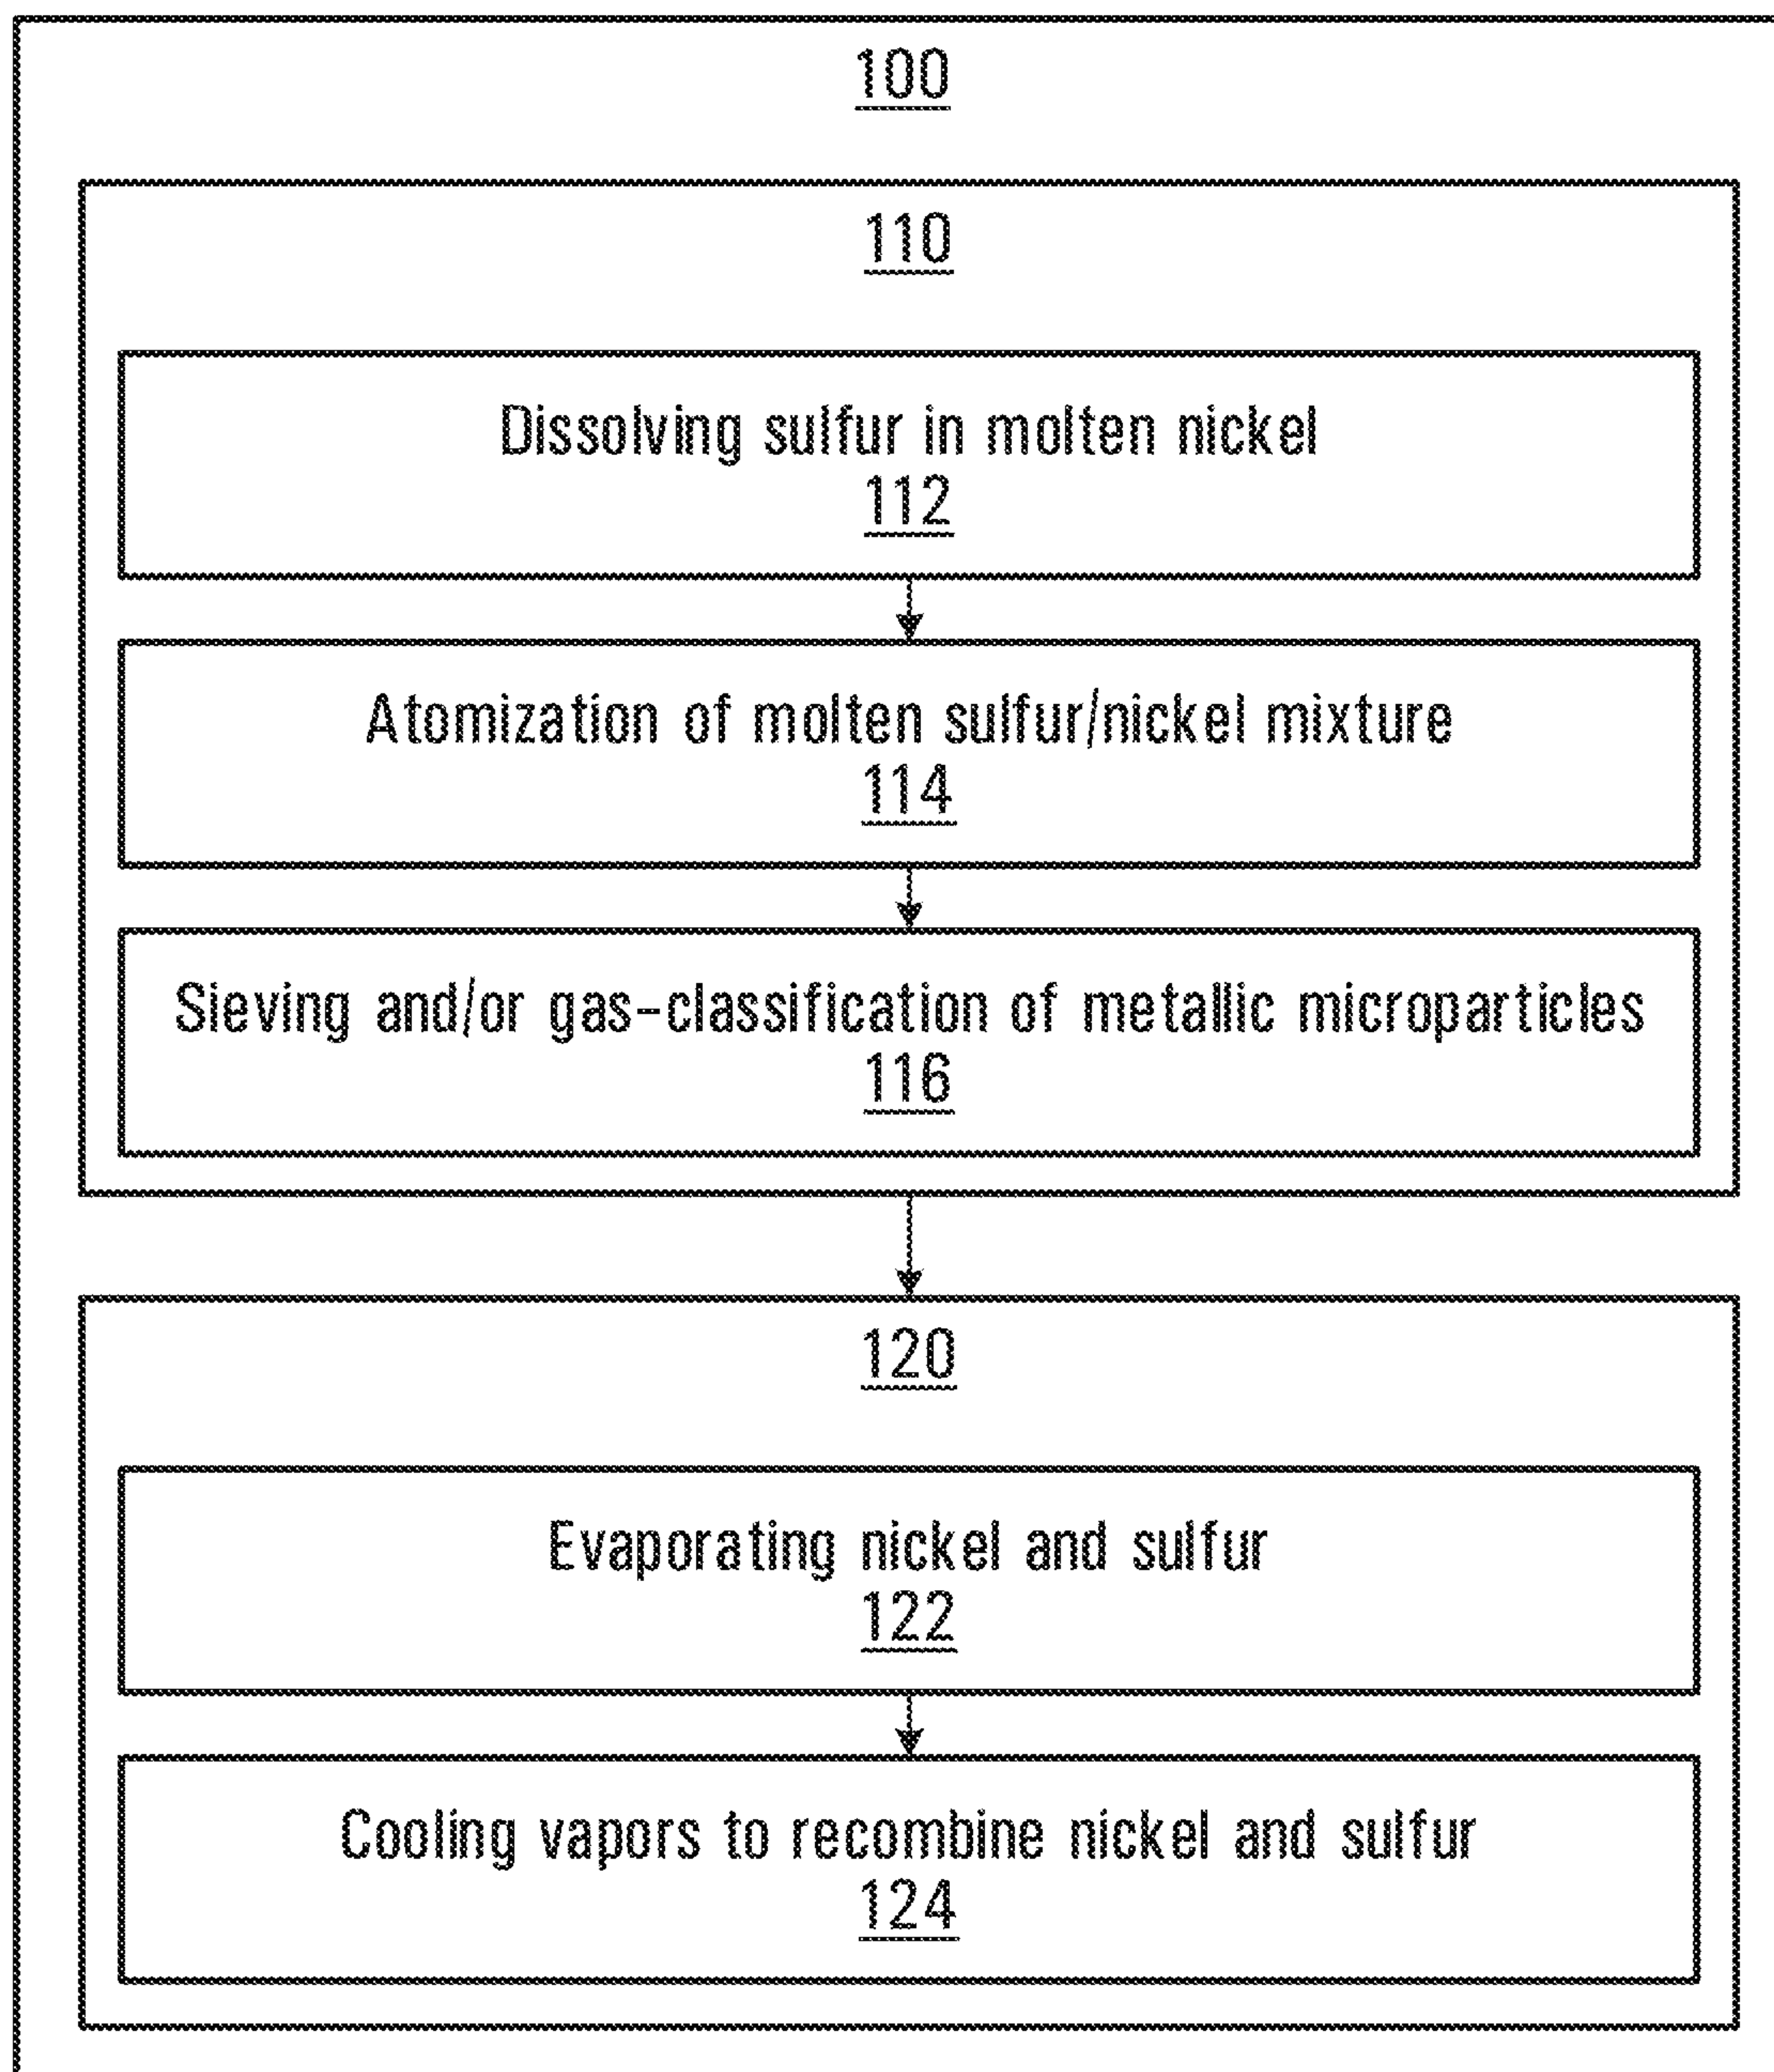 100
110
Dissolving sulfur in molten nickel
112
Atomization of molten sulfur/nickel mixture
114
Sieving and/or gas-classification of metallic microparticles
116
120
Evaporating nickel and sulfur
122
Cooling vapors to recombine nickel and sulfur
124